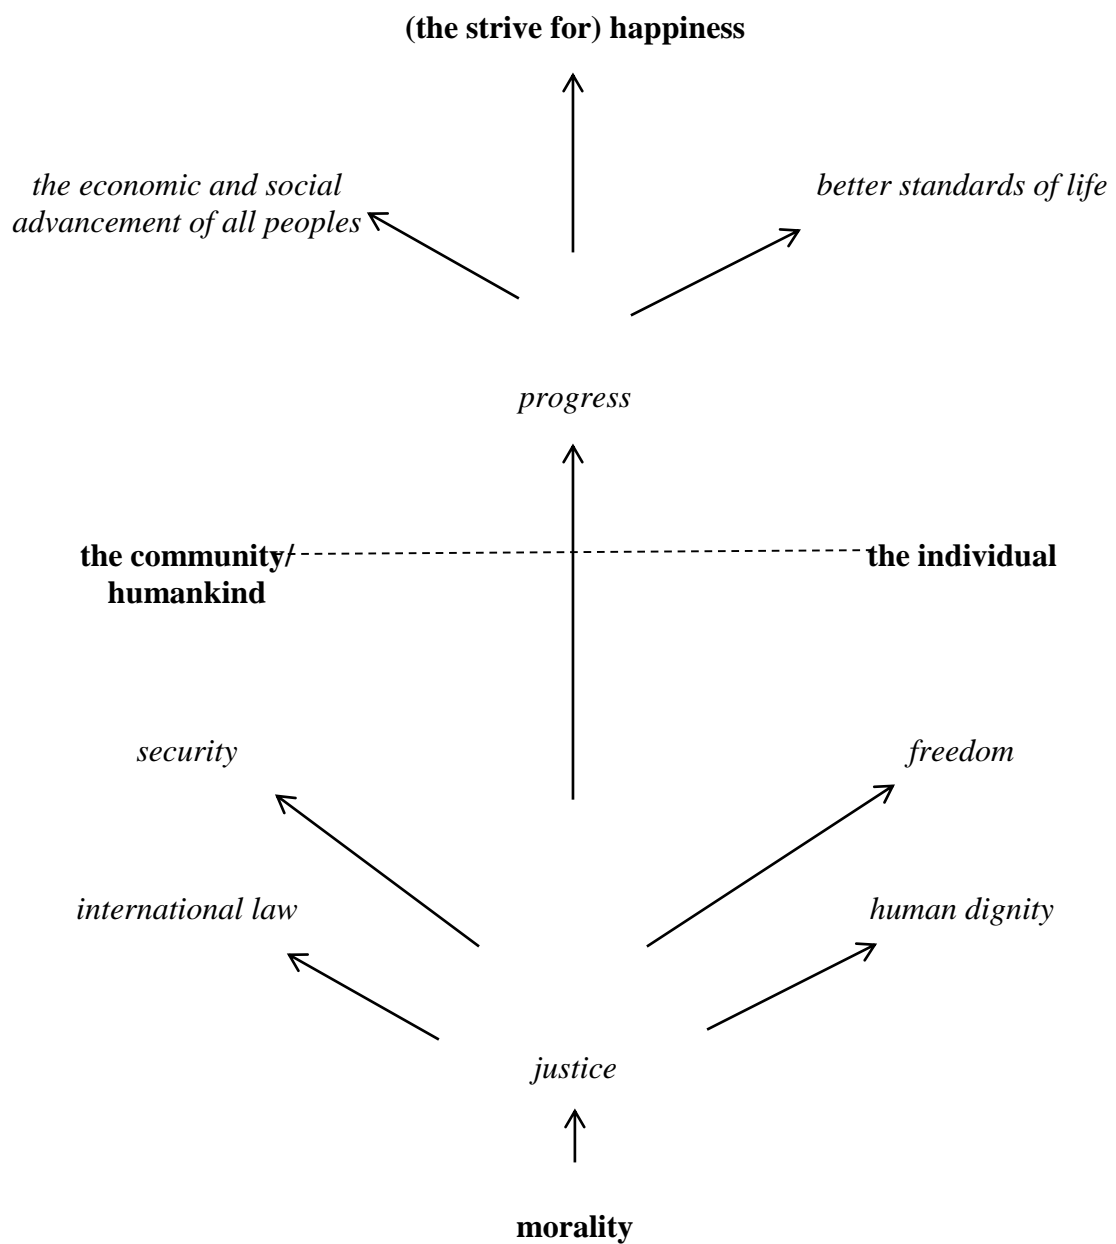 (the strive for) happiness
the economic and social
advancement of all peoples
better standards of life
progress
the community/
humankind
the individual
security
freedom
international law
human dignity
justice
morality